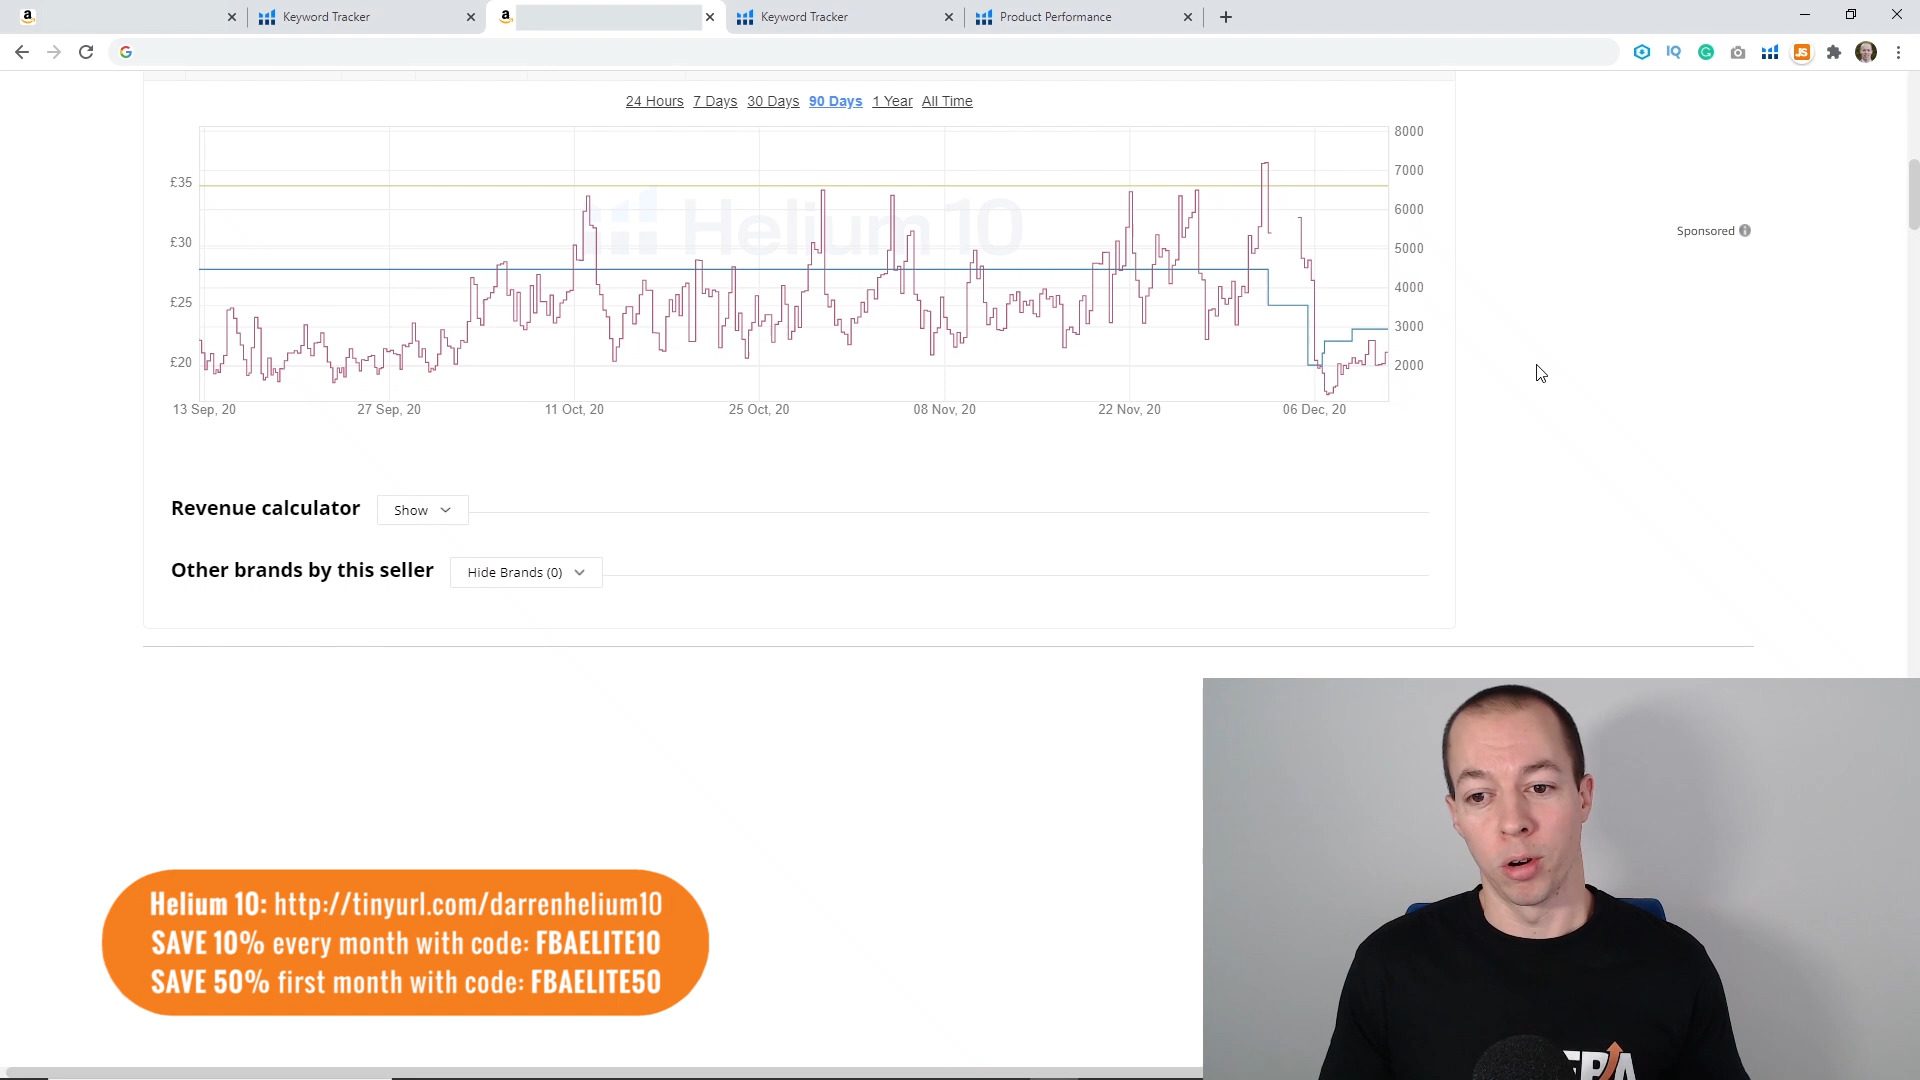 Keyword Tracker
Keyword Tracker
Product Performance
24 Hours 7 Days 30 Days 90 Days 1 Year All Time
8000
7000
6000
5000
4000
3000
2000
£35
£30
£25
£20
Helium 10
13 Sep, 20 27 Sep, 20 11 Oct, 20 25 Oct, 20 08 Nov, 20 22 Nov, 20 06 Dec, 20
Sponsored
Revenue calculator Show
Other brands by this seller Hide Brands (0)
Helium 10: http://tinyurl.com/darrenhelium10
SAVE 10% every month with code: FBAELITE10
SAVE 50% first month with code: FBAELITE50